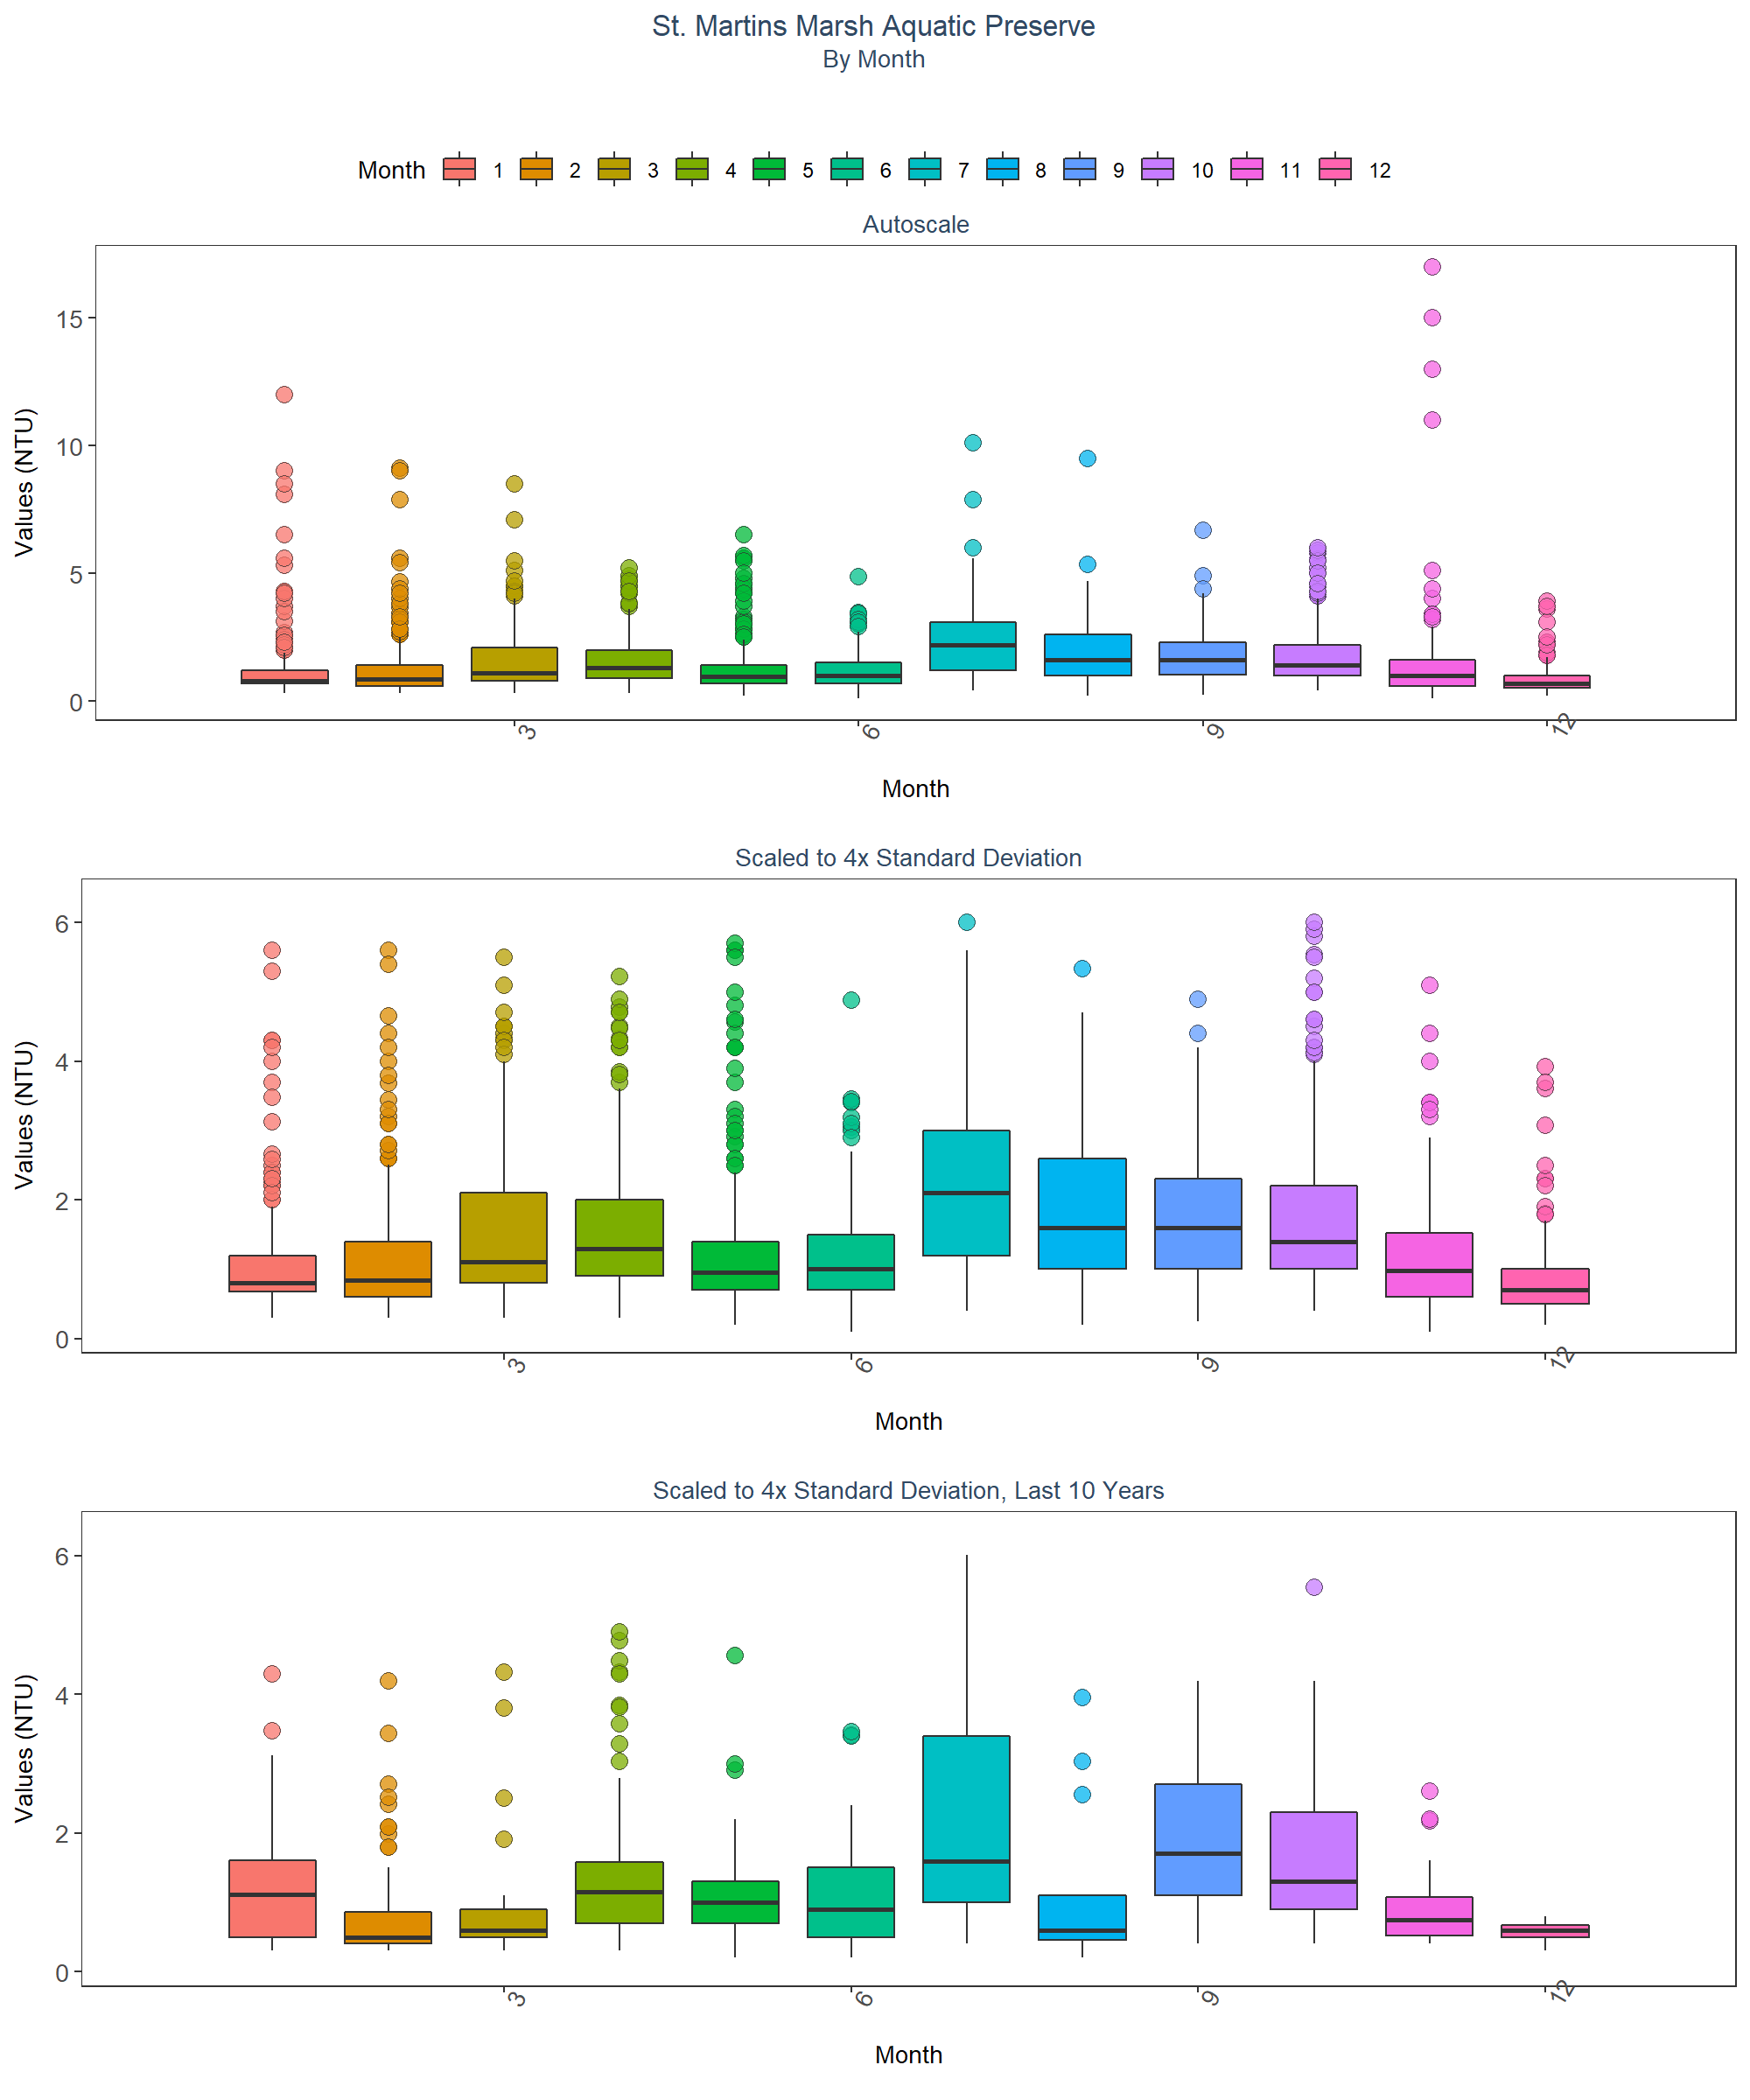 St. Martins Marsh Aquatic Preserve
By Month
Month 1 2 3 4 5 6 7 8 9 10 11 12
Autoscale
Values (NTU)
15
10
5
0
3 6 9 12
Month
Scaled to 4x Standard Deviation
Values (NTU)
6
4
2
0
3 6 9 12
Month
Scaled to 4x Standard Deviation, Last 10 Years
Values (NTU)
6
4
2
0
3 6 9 12
Month